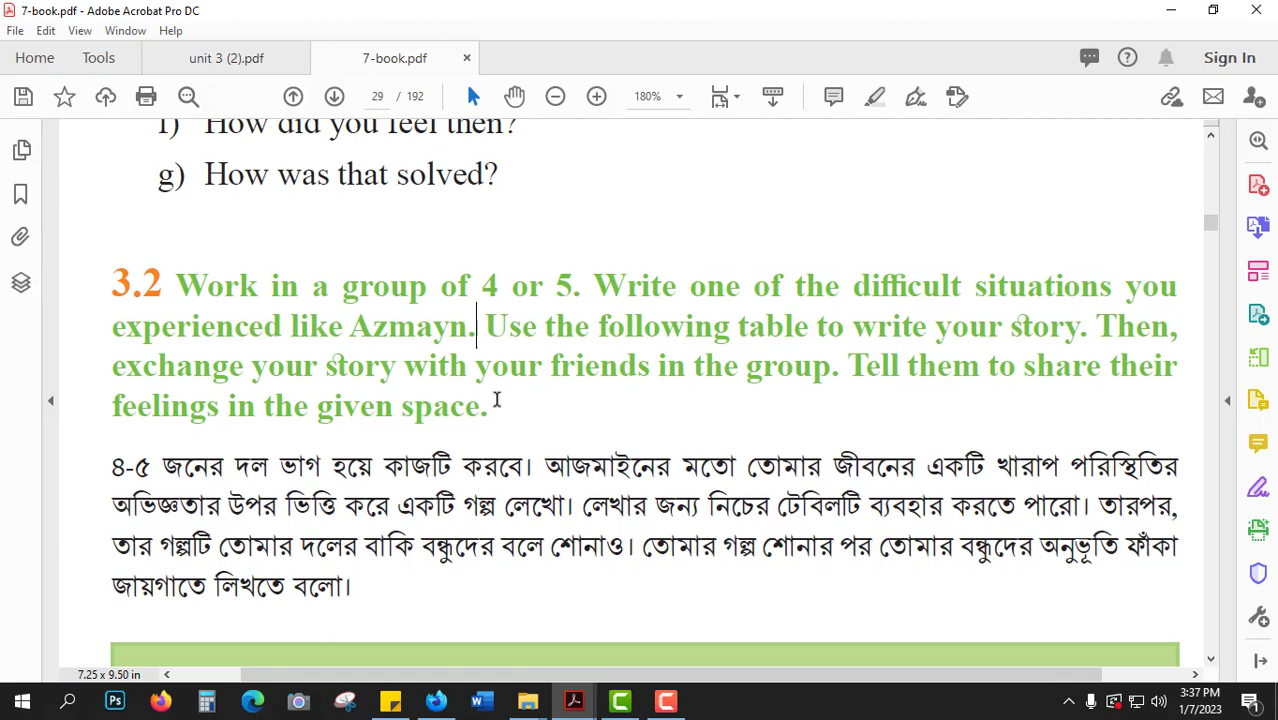 7-book.pdf - Adobe Acrobat Pro DC
File Edit View Window Help
Home Tools unit 3 (2).pdf 7-book.pdf × Sign In
29 / 192 180%
f) How did you feel then?
g) How was that solved?
3.2 Work in a group of 4 or 5. Write one of the difficult situations you
experienced like Azmayn. Use the following table to write your story. Then,
exchange your story with your friends in the group. Tell them to share their
feelings in the given space.
৪-৫ জনের দল ভাগ হয়ে কাজটি করবে। আজমাইনের মতো তোমার জীবনের একটি খারাপ পরিস্থিতির
অভিজ্ঞতার উপর ভিত্তি করে একটি গল্প লেখো। লেখার জন্য নিচের টেবিলটি ব্যবহার করতে পারো। তারপর,
তার গল্পটি তোমার দলের বাকি বন্ধুদের বলে শোনাও। তোমার গল্প শোনার পর তোমার বন্ধুদের অনুভূতি ফাঁকা
জায়গাতে লিখতে বলো।
7.25 x 9.50 in
3:37 PM
1/7/2023